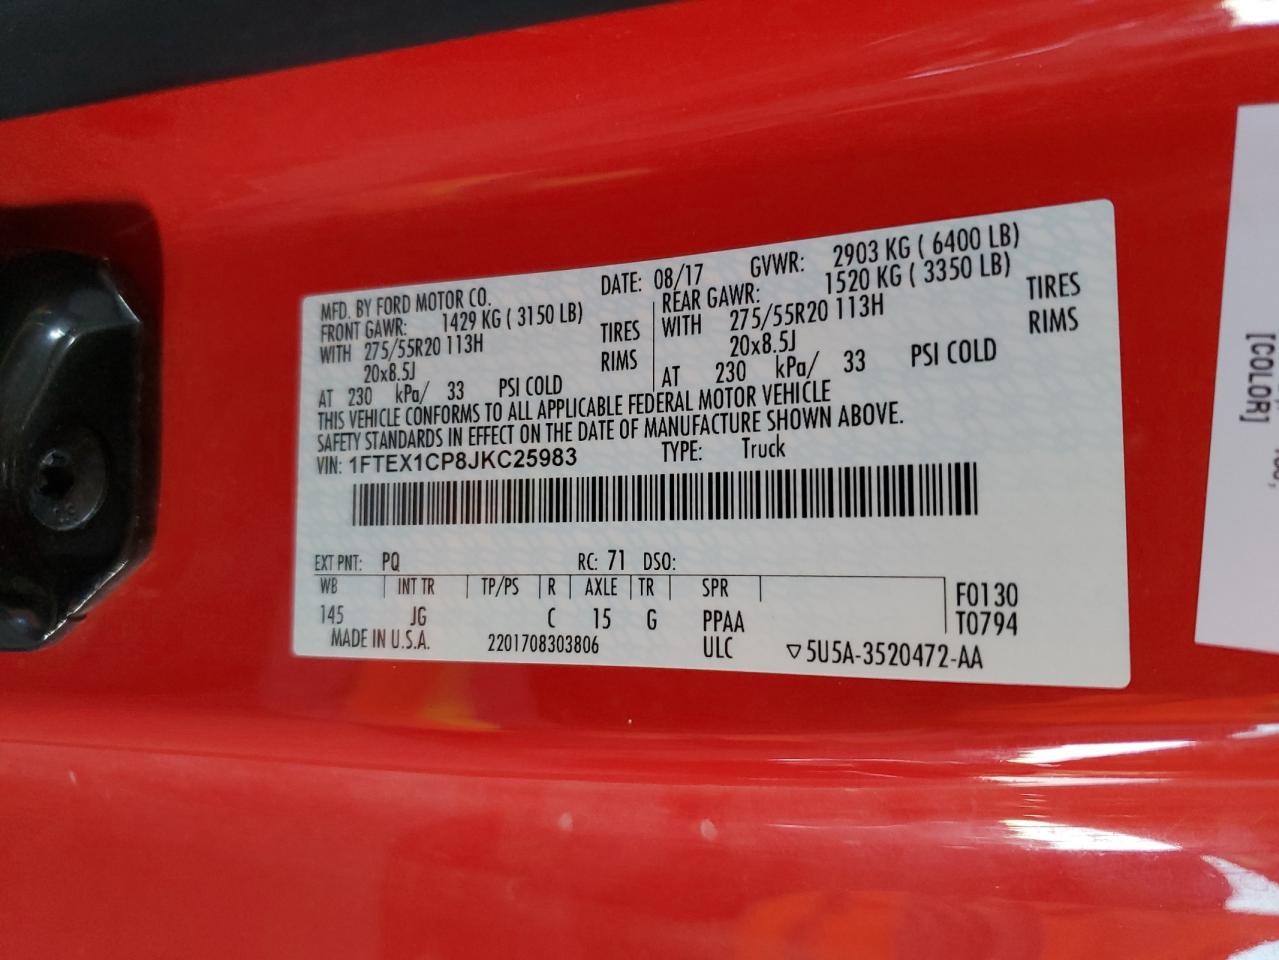 MFD. BY FORD MOTOR CO. DATE: 08/17 GVWR: 2903 KG ( 6400 LB)
FRONT GAWR: 1429 KG ( 3150 LB) REAR GAWR: 1520 KG ( 3350 LB)
WITH 275/55R20 113H TIRES WITH 275/55R20 113H TIRES
20x8.5J RIMS 20x8.5J RIMS
AT 230 kPa/ 33 PSI COLD AT 230 kPa/ 33 PSI COLD
THIS VEHICLE CONFORMS TO ALL APPLICABLE FEDERAL MOTOR VEHICLE
SAFETY STANDARDS IN EFFECT ON THE DATE OF MANUFACTURE SHOWN ABOVE.
VIN: 1FTEX1CP8JKC25983 TYPE: Truck
EXT PNT: PQ RC: 71 DSO:
WB INT TR TP/PS R AXLE TR SPR F0130
145 JG C 15 G PPAA T0794
MADE IN U.S.A. 2201708303806 ULC ▽5U5A-3520472-AA
[COLOR]